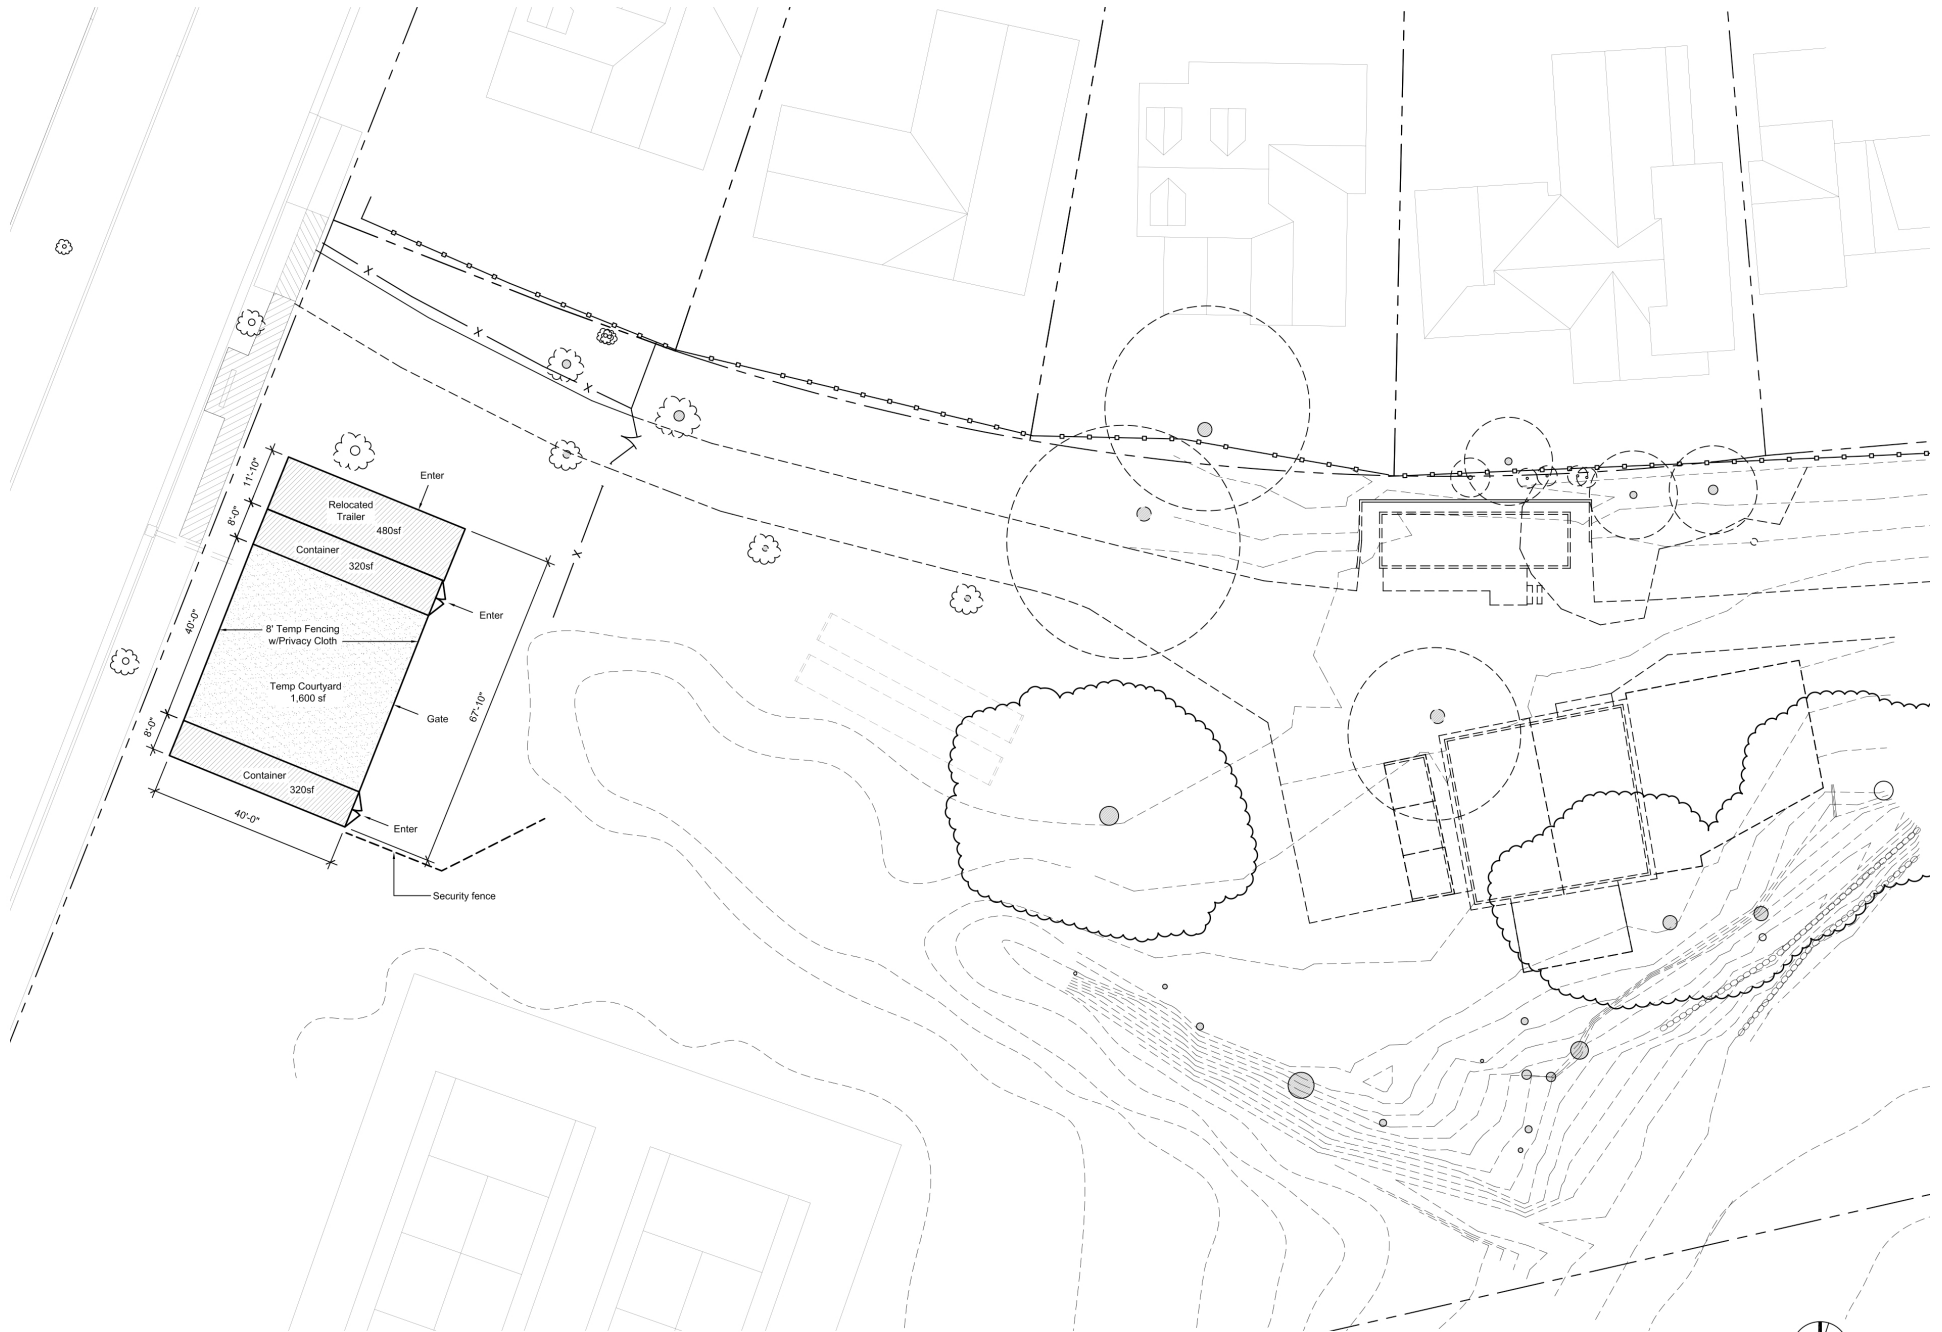 Enter
11'-10"
Relocated
Trailer
480sf
8'-0"
Container
320sf
Enter
40'-0"
8' Temp Fencing
w/Privacy Cloth
X
X
X
X
Temp Courtyard
1,600 sf
67'-10"
Gate
8'-0"
Container
320sf
Enter
40'-0"
Security fence